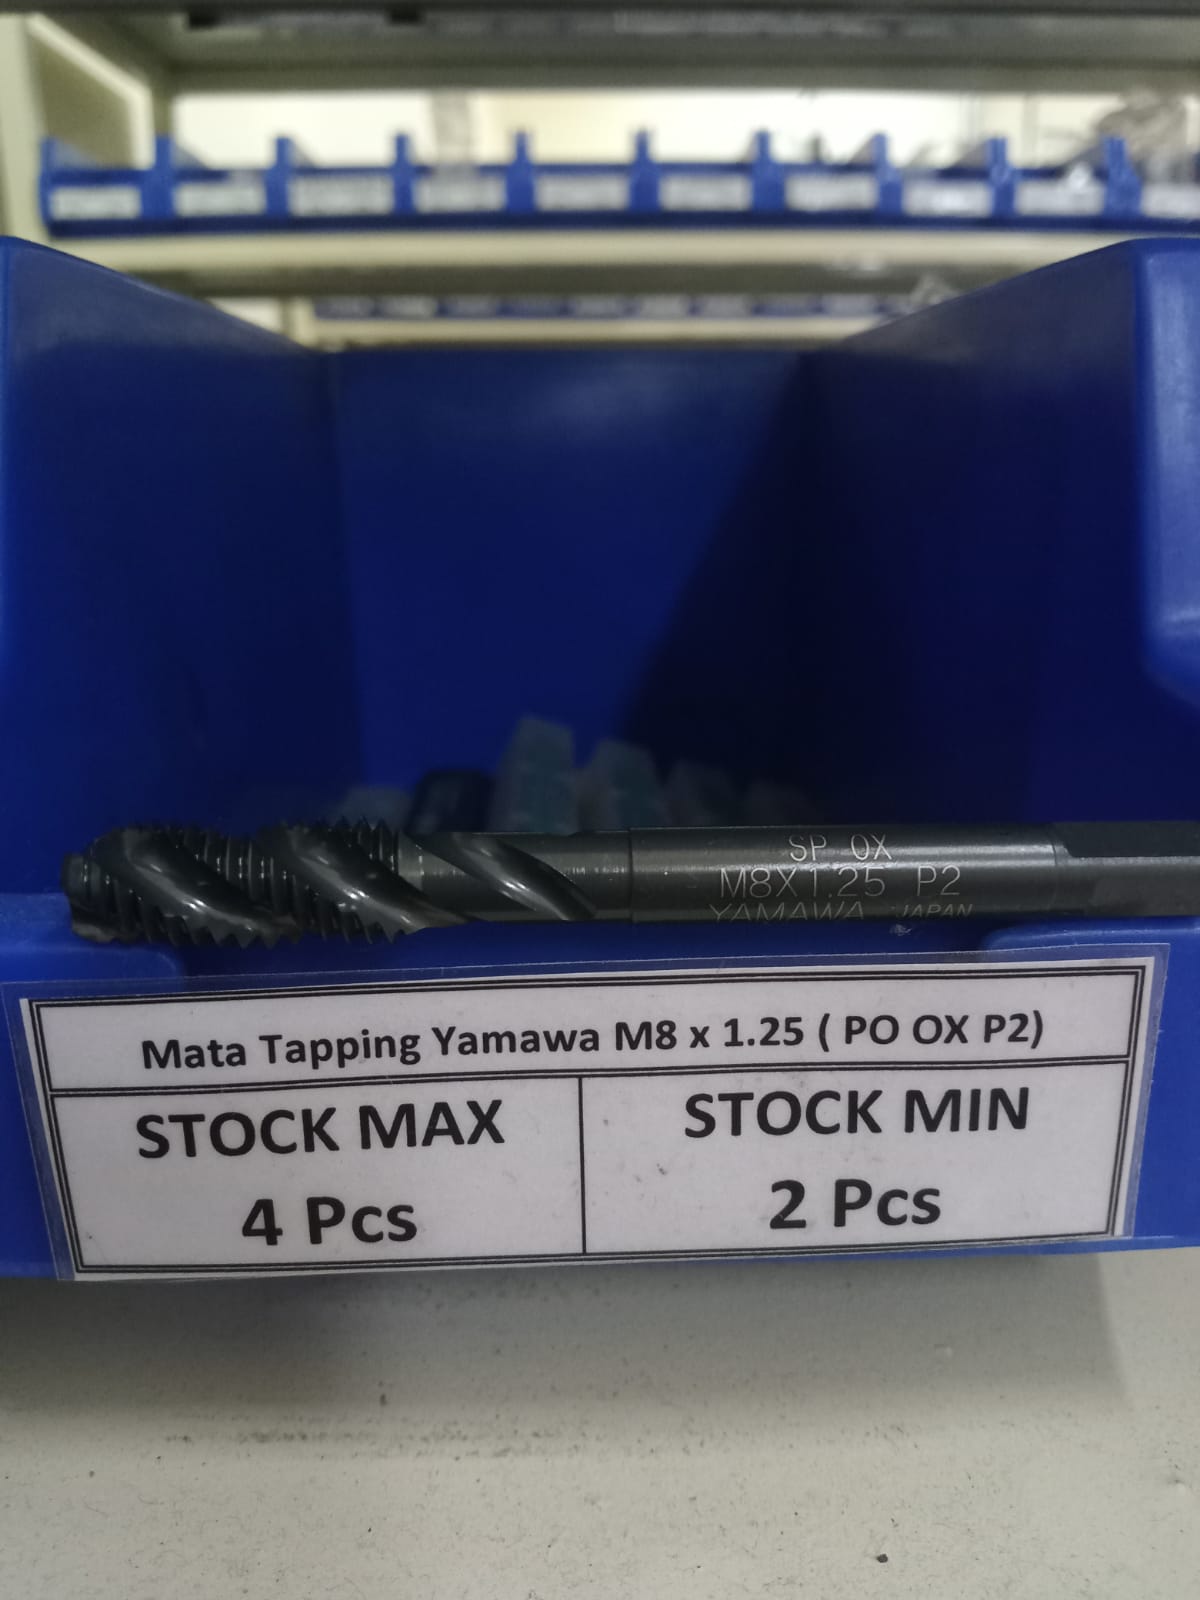 SP OX
M8X1.25 P2
YAMAWA JAPAN
Mata Tapping Yamawa M8 x 1.25 ( PO OX P2)
STOCK MAX
4 Pcs
STOCK MIN
2 Pcs